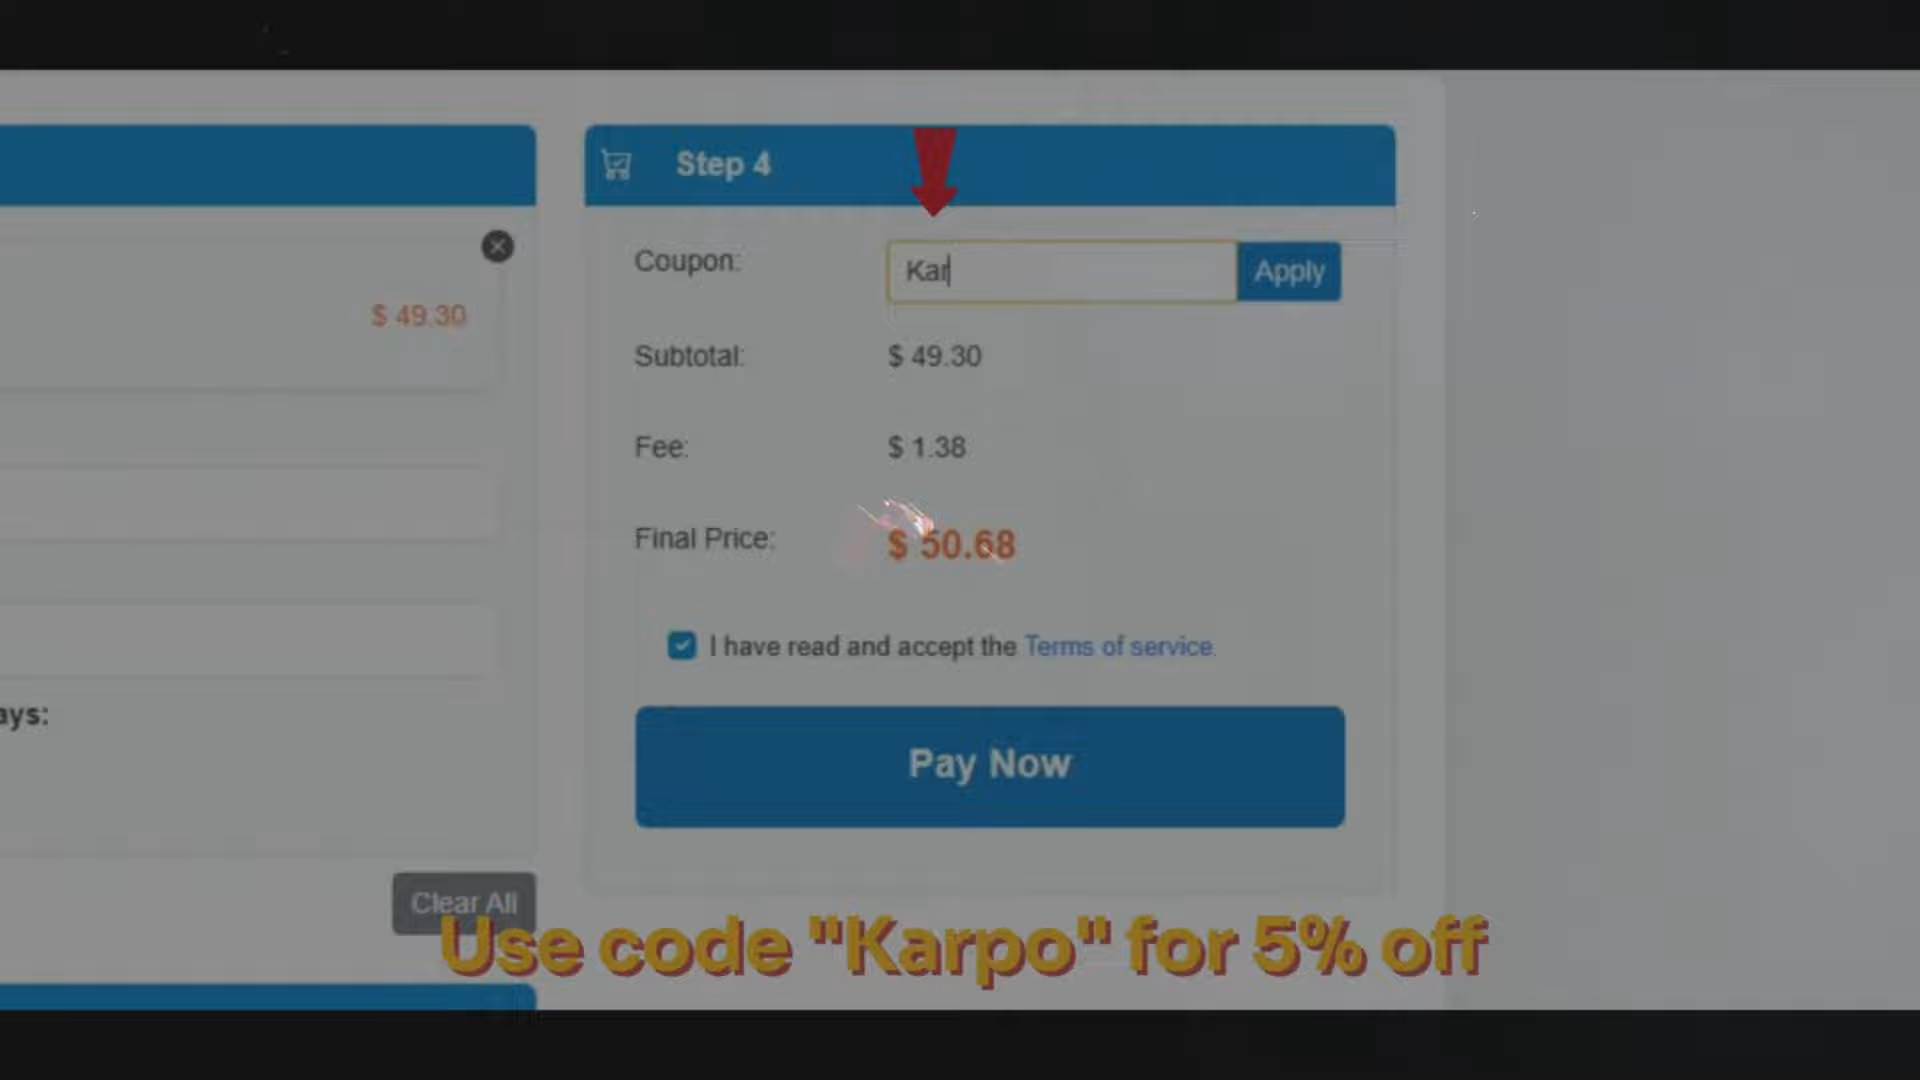 Step 4
$ 49.30
Coupon:
Kar
Apply
Subtotal:
$ 49.30
Fee:
$ 1.38
Final Price:
$ 50.68
I have read and accept the Terms of service.
ays:
Pay Now
Clear All
Use code "Karpo" for 5% off